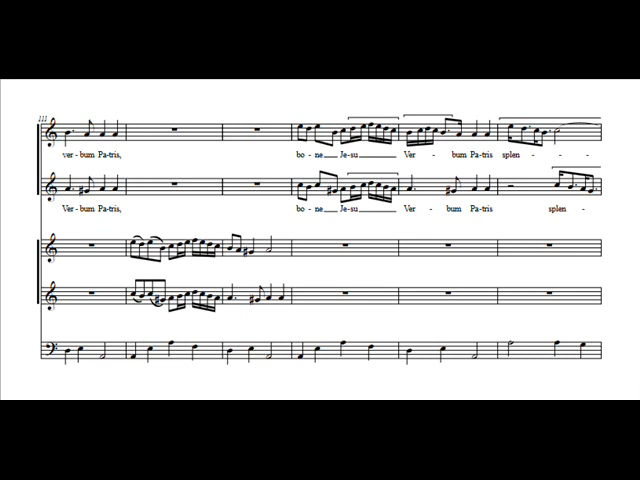 111
ver-bum Pa-tris, bo - ne Je-su Ver - bum Pa-tris splen - -
Ver-bum Pa-tris, bo - ne Je-su Ver - bum Pa-tris splen -